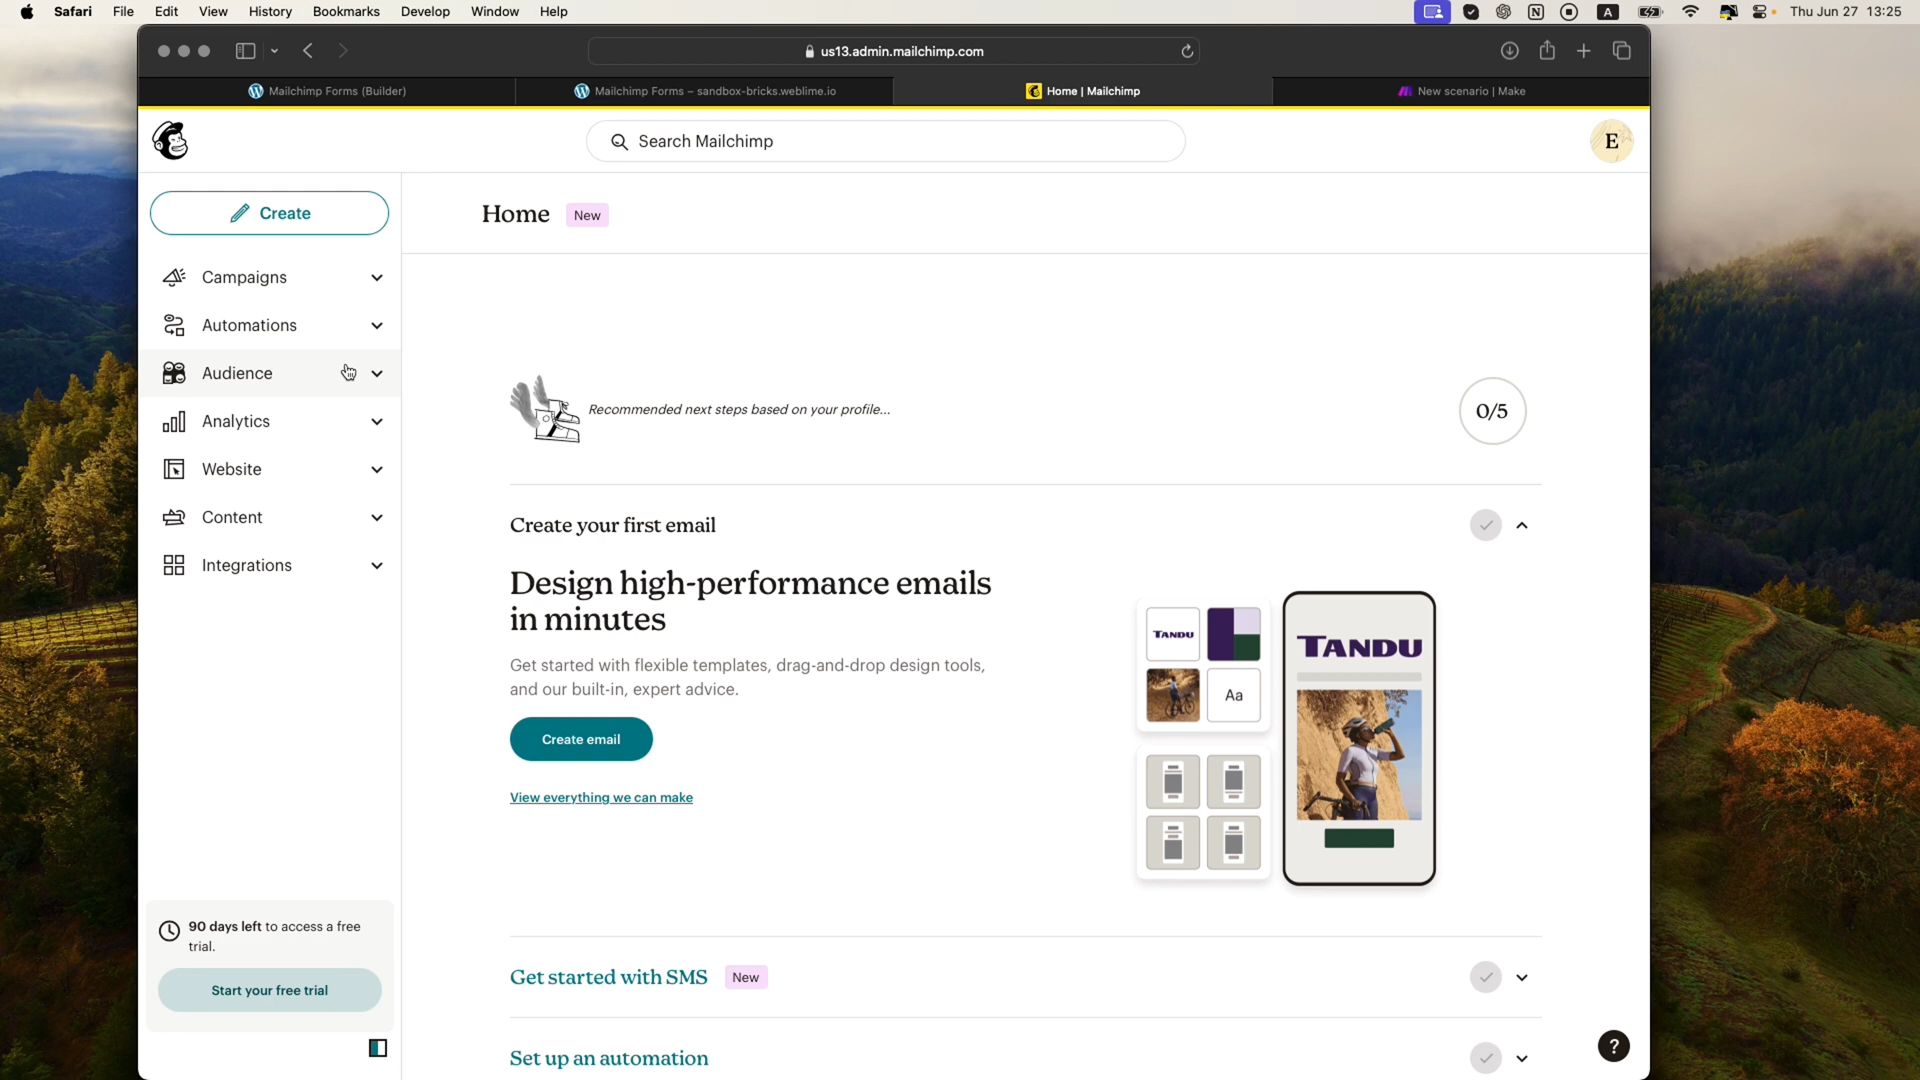 Safari File Edit View History Bookmarks Develop Window Help
A
Thu Jun 27 13:25
us13.admin.mailchimp.com
Mailchimp Forms (Builder)
Mailchimp Forms – sandbox-bricks.weblime.io
Home | Mailchimp
New scenario | Make
Search Mailchimp
E
Create
Home New
Campaigns
Automations
Audience
Analytics
Website
Content
Integrations
Recommended next steps based on your profile...
0/5
Create your first email
Design high-performance emails
in minutes
Get started with flexible templates, drag-and-drop design tools,
and our built-in, expert advice.
Create email
View everything we can make
TANDU
Aa
TANDU
90 days left to access a free
trial.
Start your free trial
Get started with SMS New
Set up an automation
?